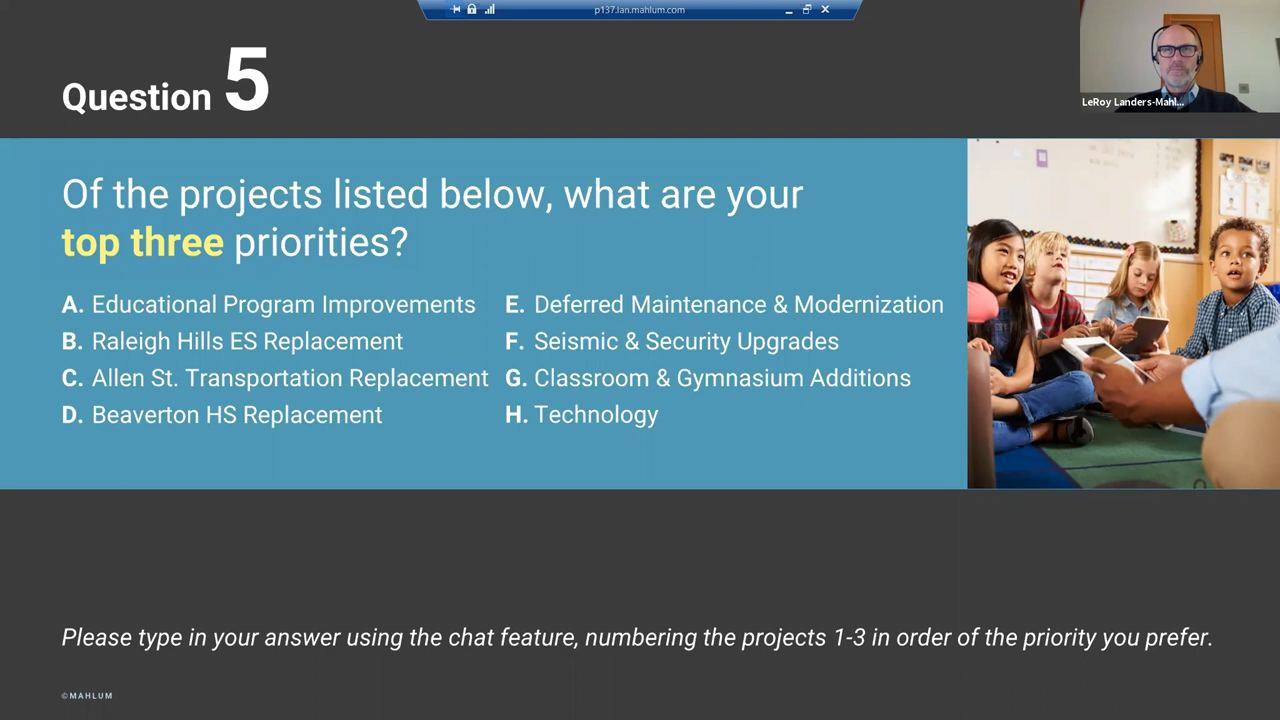 p137.lan.mahlum.com
Question 5
LeRoy Landers-Mahl...
Of the projects listed below, what are your
top three priorities?
A. Educational Program Improvements
B. Raleigh Hills ES Replacement
C. Allen St. Transportation Replacement
D. Beaverton HS Replacement
E. Deferred Maintenance & Modernization
F. Seismic & Security Upgrades
G. Classroom & Gymnasium Additions
H. Technology
Please type in your answer using the chat feature, numbering the projects 1-3 in order of the priority you prefer.
©MAHLUM